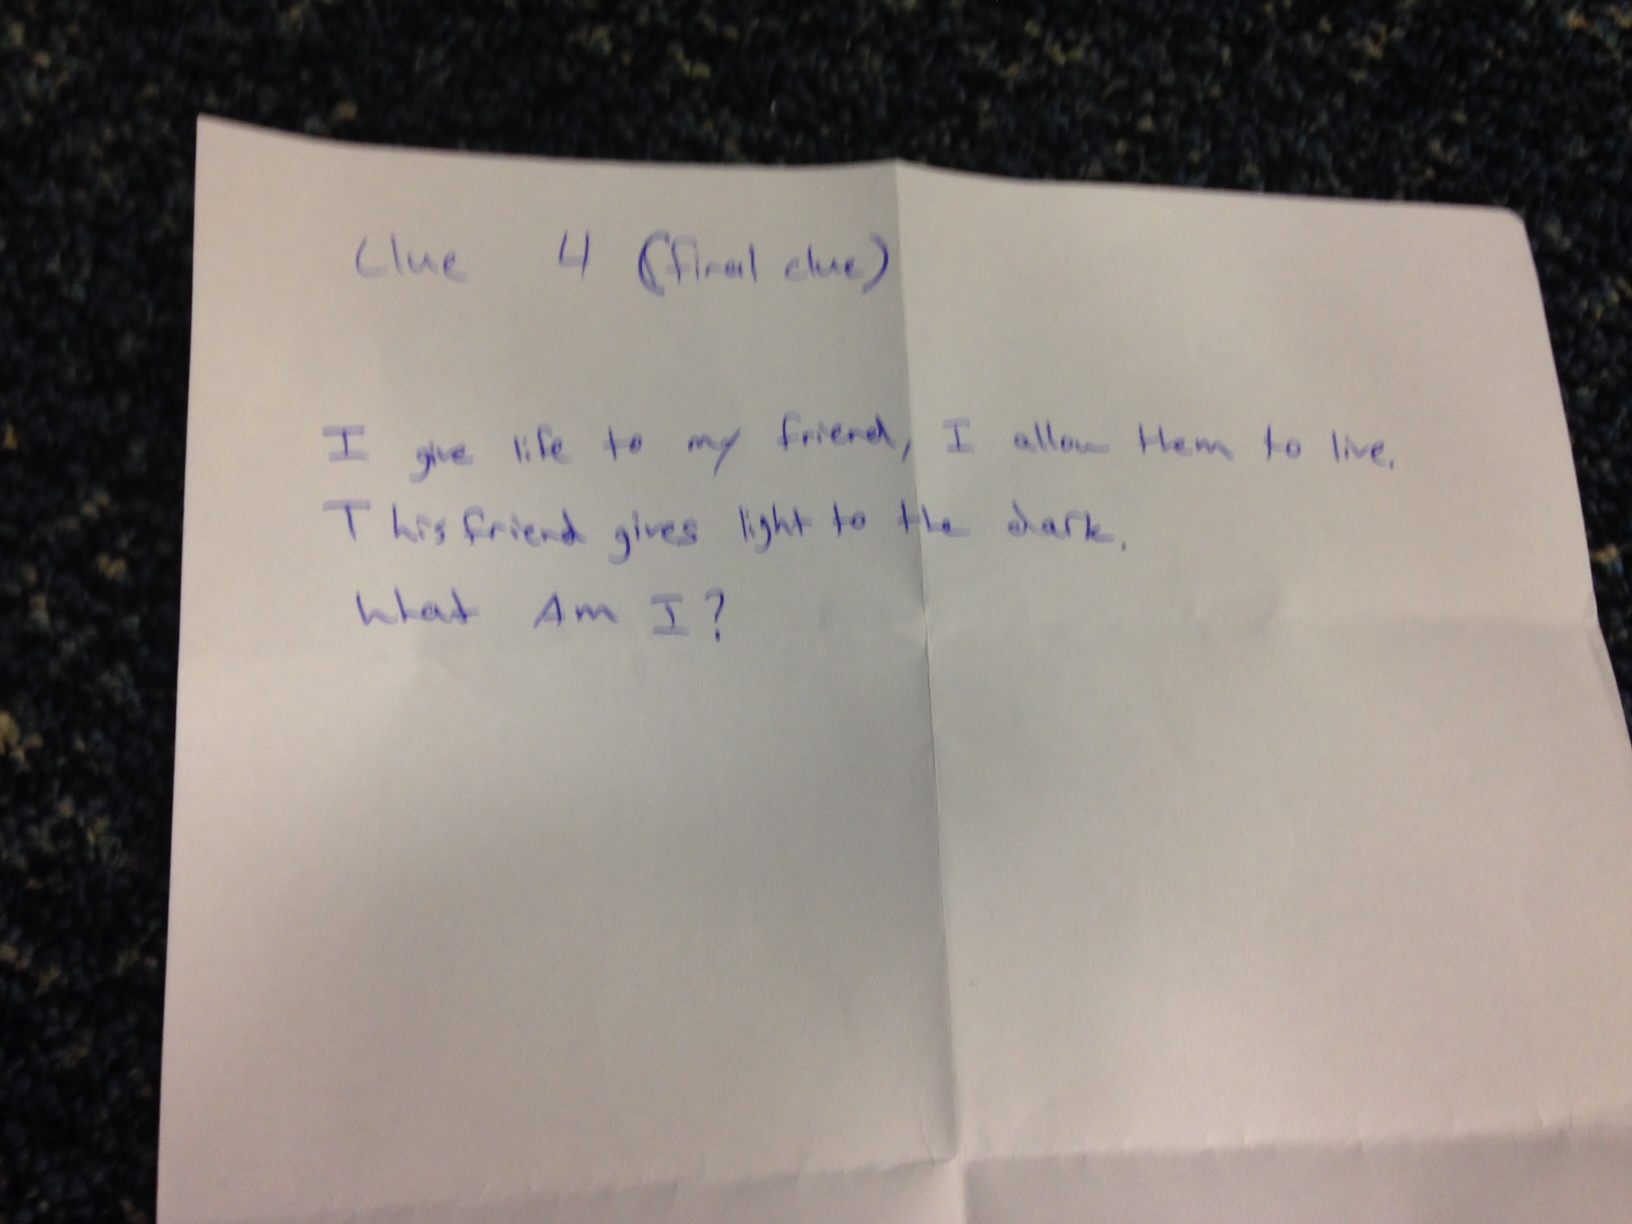 Clue 4 (final clue)
I give life to my friend, I allow them to live.
This friend gives light to the dark.
What Am I?